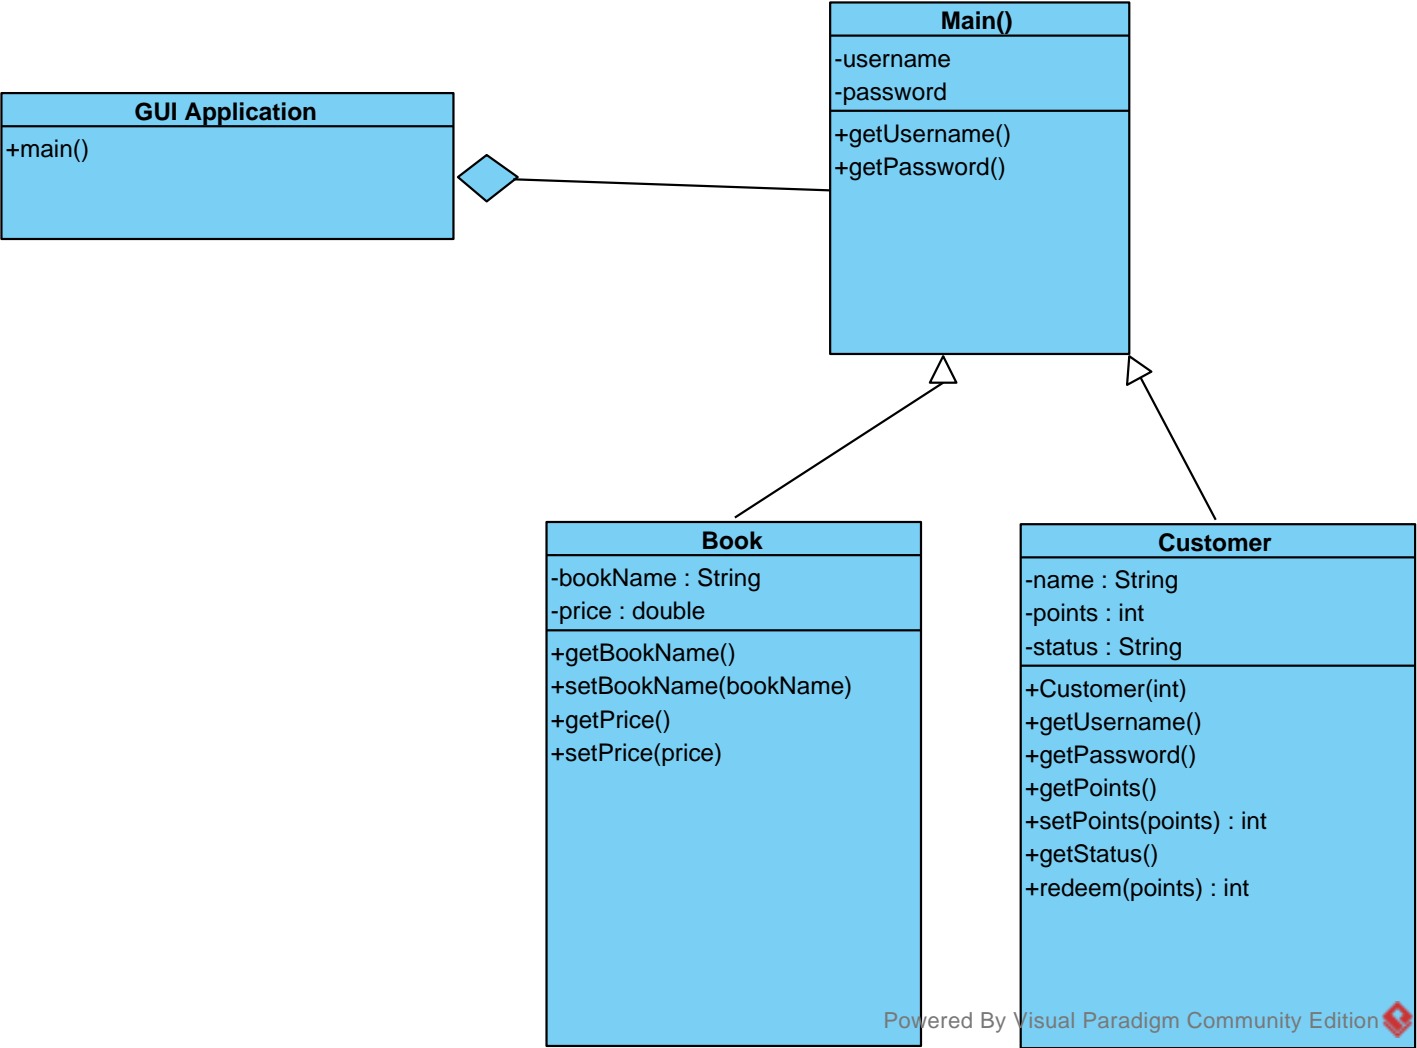 GUI Application
+main()
Main()
-username
-password
+getUsername()
+getPassword()
Book
-bookName : String
-price : double
+getBookName()
+setBookName(bookName)
+getPrice()
+setPrice(price)
Customer
-name : String
-points : int
-status : String
+Customer(int)
+getUsername()
+getPassword()
+getPoints()
+setPoints(points) : int
+getStatus()
+redeem(points) : int
Powered By Visual Paradigm Community Edition